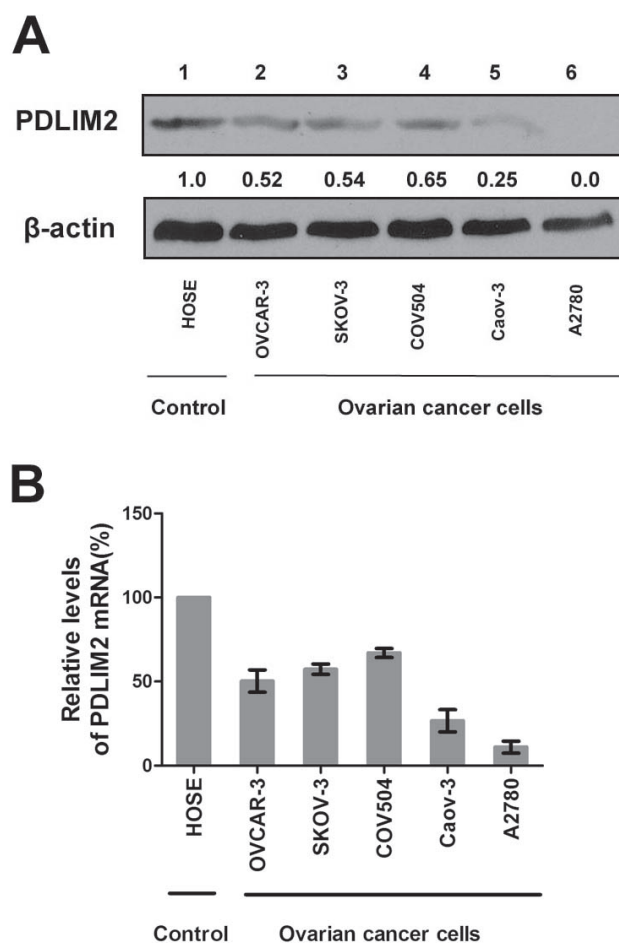 A
1 2 3 4 5 6
PDLIM2
1.0 0.52 0.54 0.65 0.25 0.0
β-actin
HOSE OVCAR-3 SKOV-3 COV504 Caov-3 A2780
Control Ovarian cancer cells
B
Relative levels
of PDLIM2 mRNA(%)
150
100
50
0
HOSE OVCAR-3 SKOV-3 COV504 Caov-3 A2780
Control Ovarian cancer cells